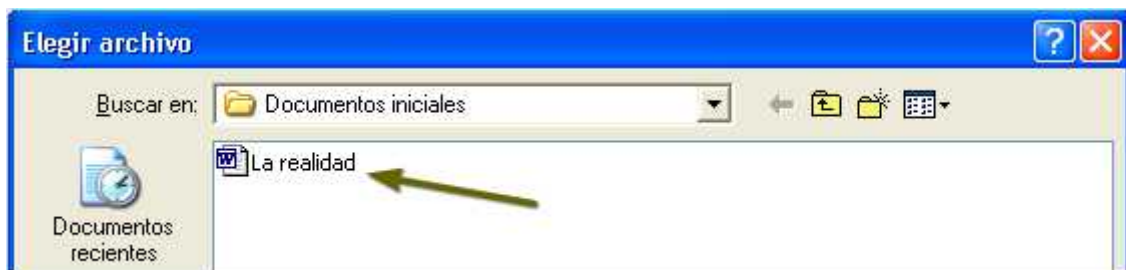 Elegir archivo
Buscar en: Documentos iniciales
La realidad
Documentos
recientes